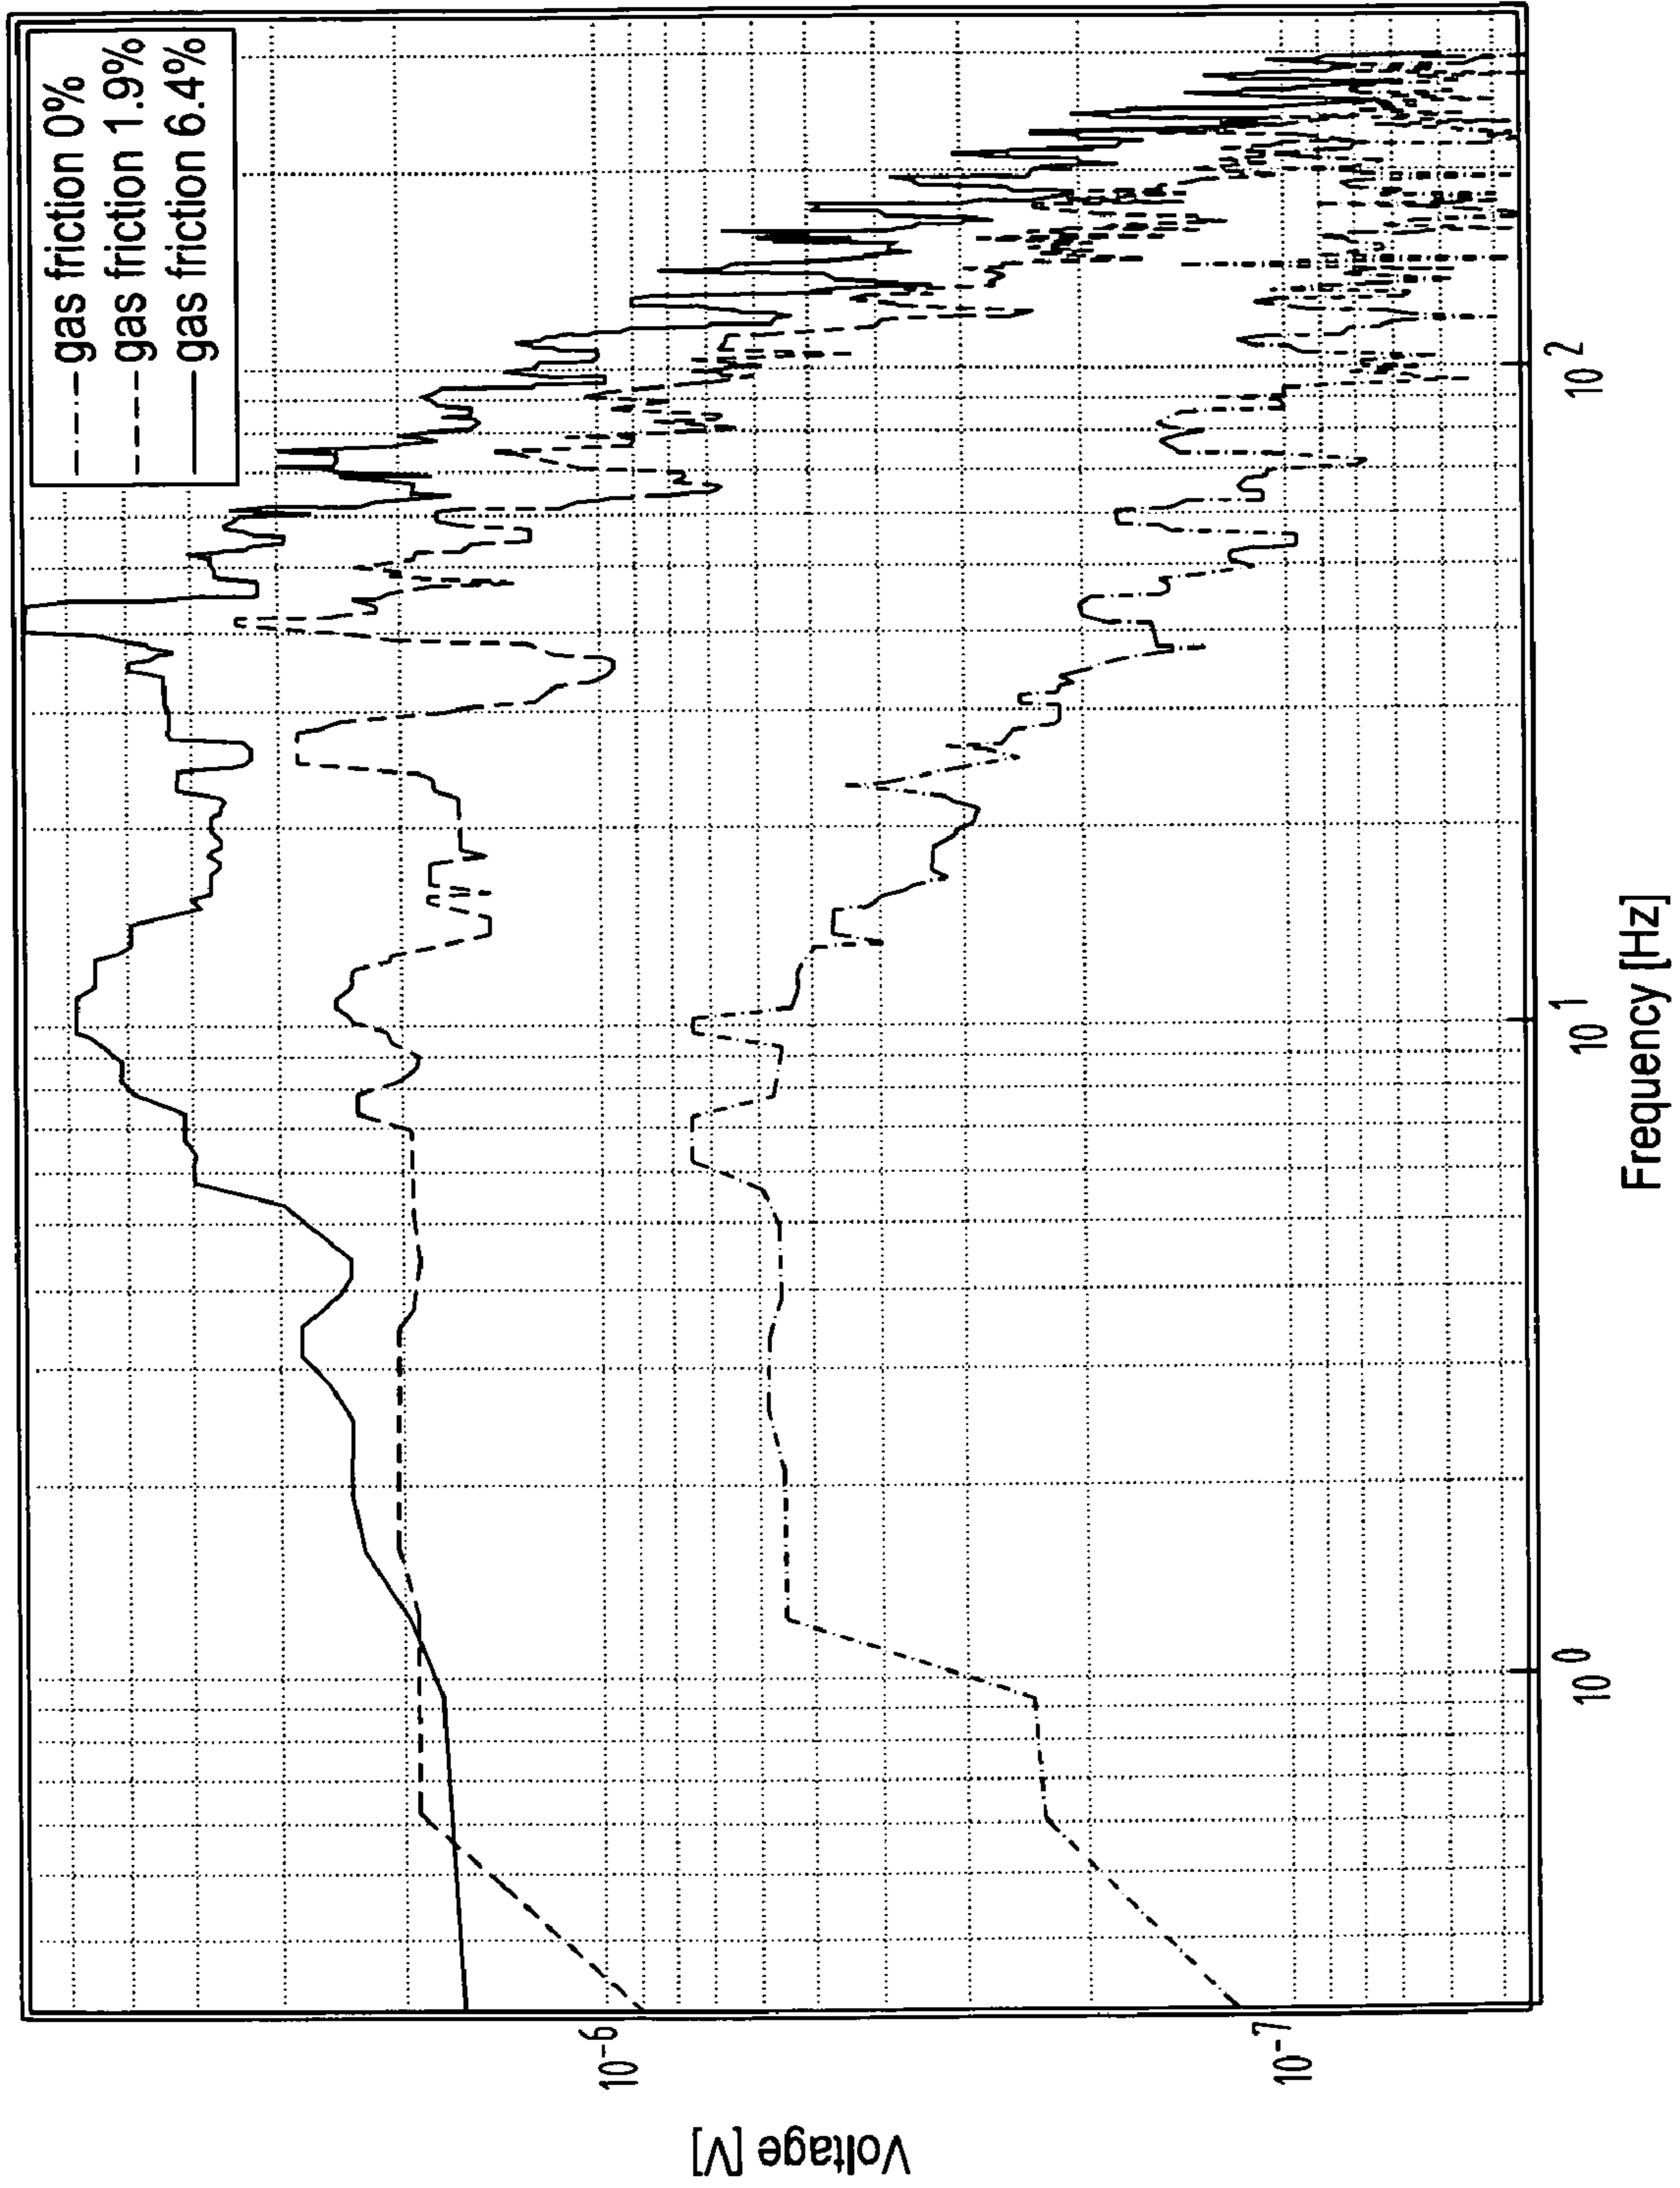 gas friction 0%
gas friction 1.9%
gas friction 6.4%
Voltage [V]
10-6
10-7
10 0
10 1
10 2
Frequency [Hz]